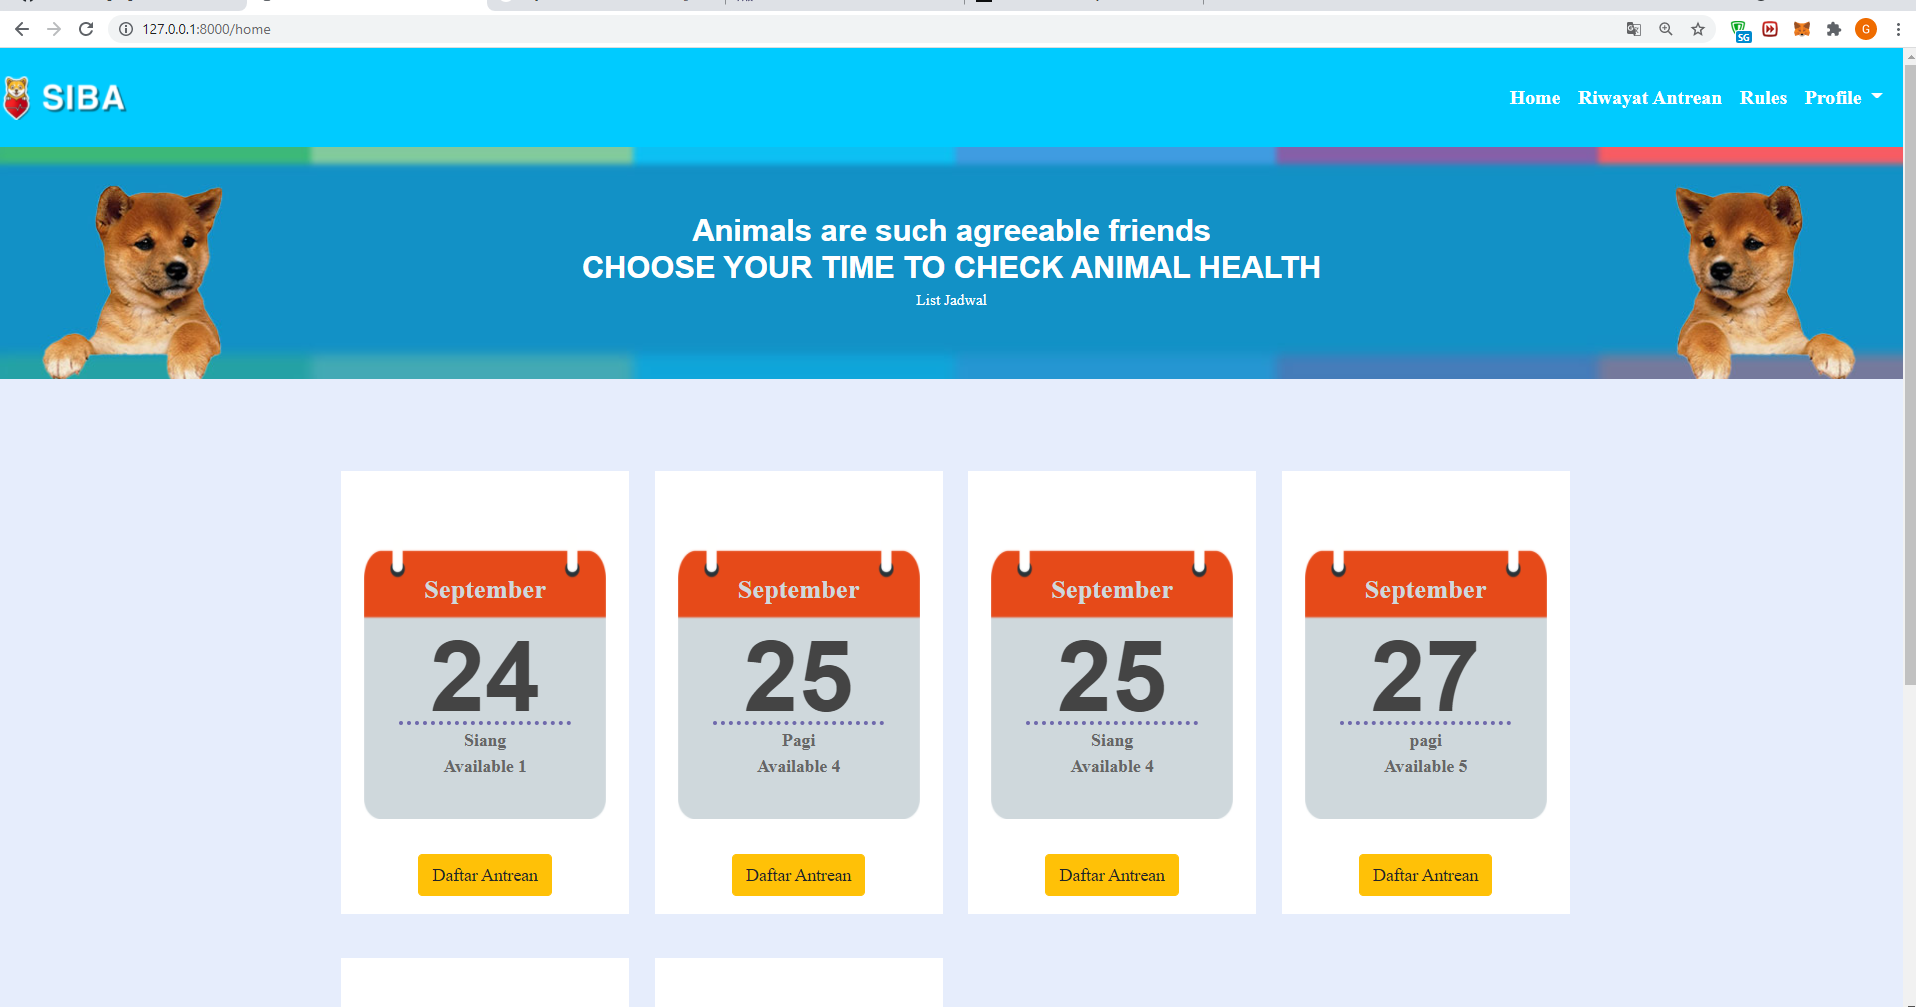 127.0.0.1:8000/home
SG
G
SIBA
Home Riwayat Antrean Rules Profile
Animals are such agreeable friends
CHOOSE YOUR TIME TO CHECK ANIMAL HEALTH
List Jadwal
September
24
Siang
Available 1
Daftar Antrean
September
25
Pagi
Available 4
Daftar Antrean
September
25
Siang
Available 4
Daftar Antrean
September
27
pagi
Available 5
Daftar Antrean